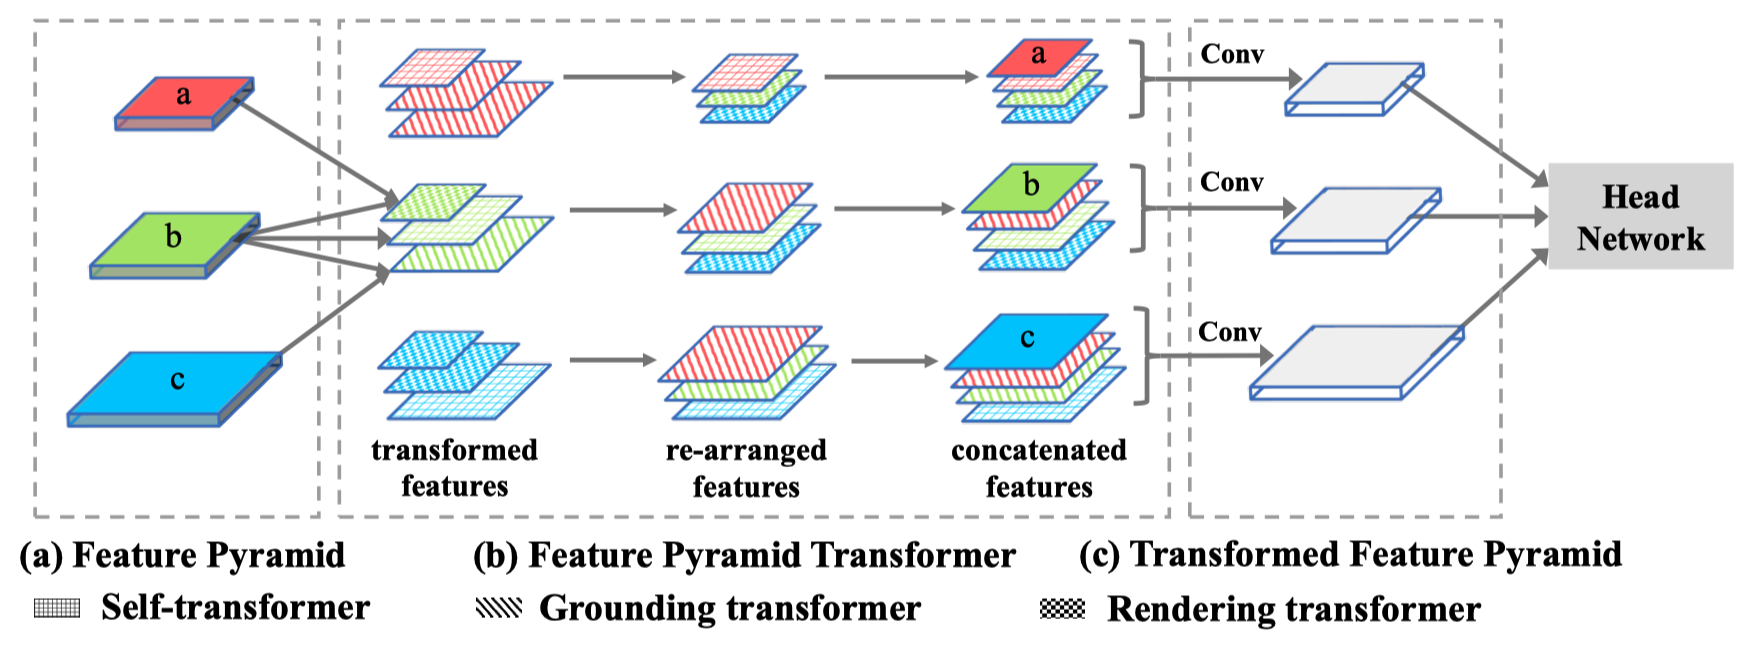 a
b
c
a
b
c
transformed
features
re-arranged
features
concatenated
features
Conv
Conv
Conv
Head
Network
(a) Feature Pyramid
(b) Feature Pyramid Transformer
(c) Transformed Feature Pyramid
Self-transformer
Grounding transformer
Rendering transformer